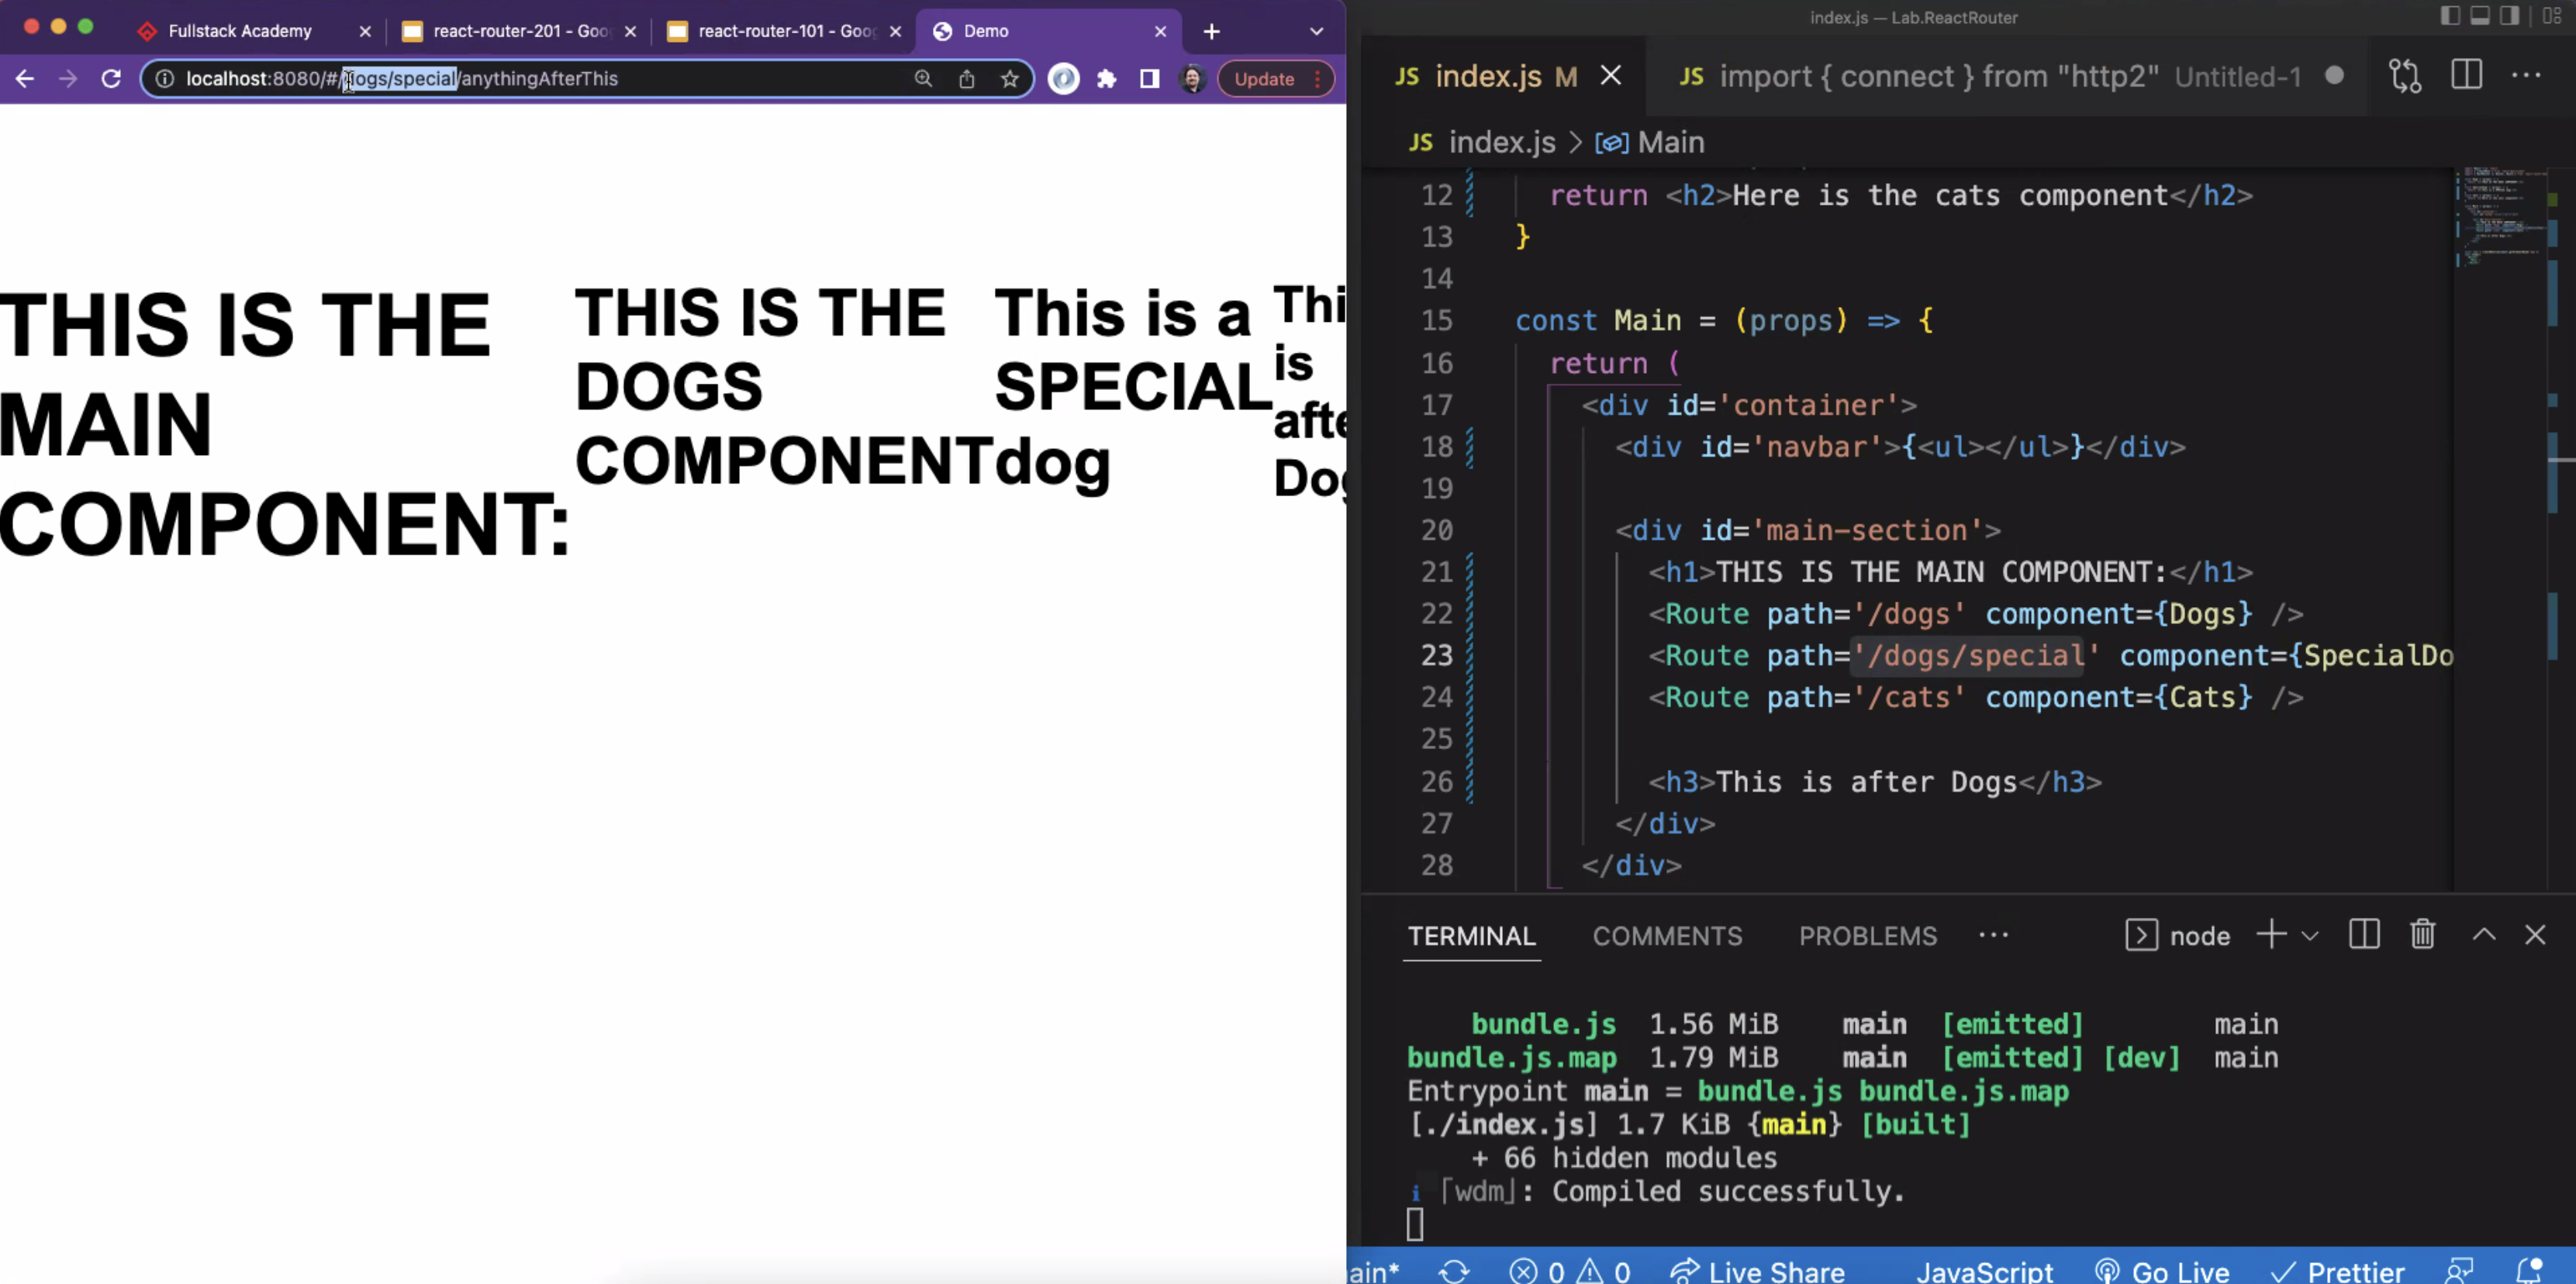 Fullstack Academy
react-router-201 - Goo
react-router-101 - Goog
Demo
localhost:8080/#/dogs/special/anythingAfterThis
Update
THIS IS THE
MAIN
COMPONENT:
THIS IS THE
DOGS
COMPONENT
This is a
SPECIAL
dog
Thi
is
afte
Dog
index.js — Lab.ReactRouter
JS index.js M
JS import { connect } from "http2" Untitled-1
JS index.js > Main
12 return <h2>Here is the cats component</h2>
13 }
14
15 const Main = (props) => {
16 return (
17 <div id='container'>
18 <div id='navbar'>{<ul></ul>}</div>
19
20 <div id='main-section'>
21 <h1>THIS IS THE MAIN COMPONENT:</h1>
22 <Route path='/dogs' component={Dogs} />
23 <Route path='/dogs/special' component={SpecialDo
24 <Route path='/cats' component={Cats} />
25
26 <h3>This is after Dogs</h3>
27 </div>
28 </div>
TERMINAL COMMENTS PROBLEMS ··· node
bundle.js 1.56 MiB main [emitted] main
bundle.js.map 1.79 MiB main [emitted] [dev] main
Entrypoint main = bundle.js bundle.js.map
[./index.js] 1.7 KiB {main} [built]
+ 66 hidden modules
i ｢wdm｣: Compiled successfully.
ain* 0 0 Live Share JavaScript Go Live Prettier